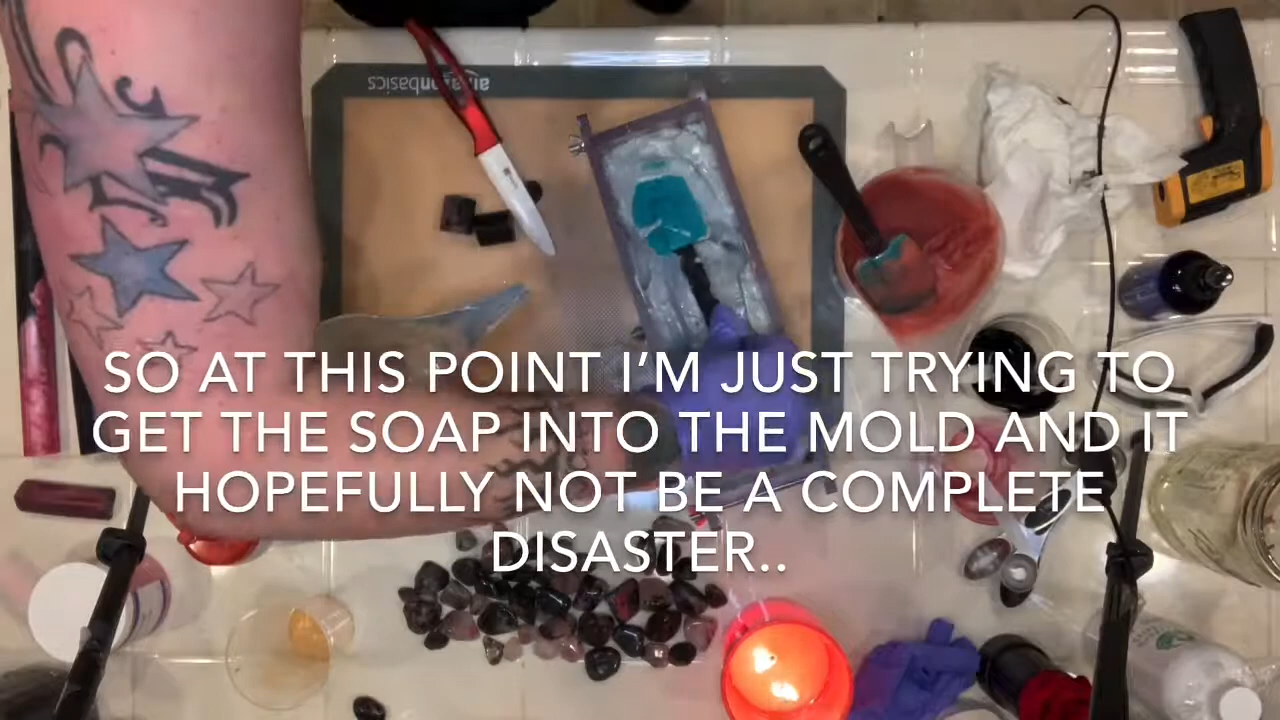 amazonbasics
SO AT THIS POINT I’M JUST TRYING TO
GET THE SOAP INTO THE MOLD AND IT
HOPEFULLY NOT BE A COMPLETE
DISASTER..